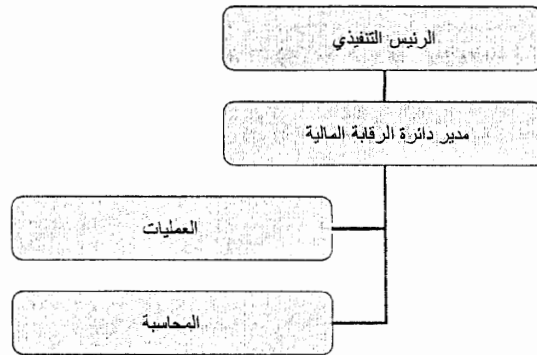 الرئيس التنفيذي
مدير دائرة الرقابة المالية
العمليات
المحاسبة